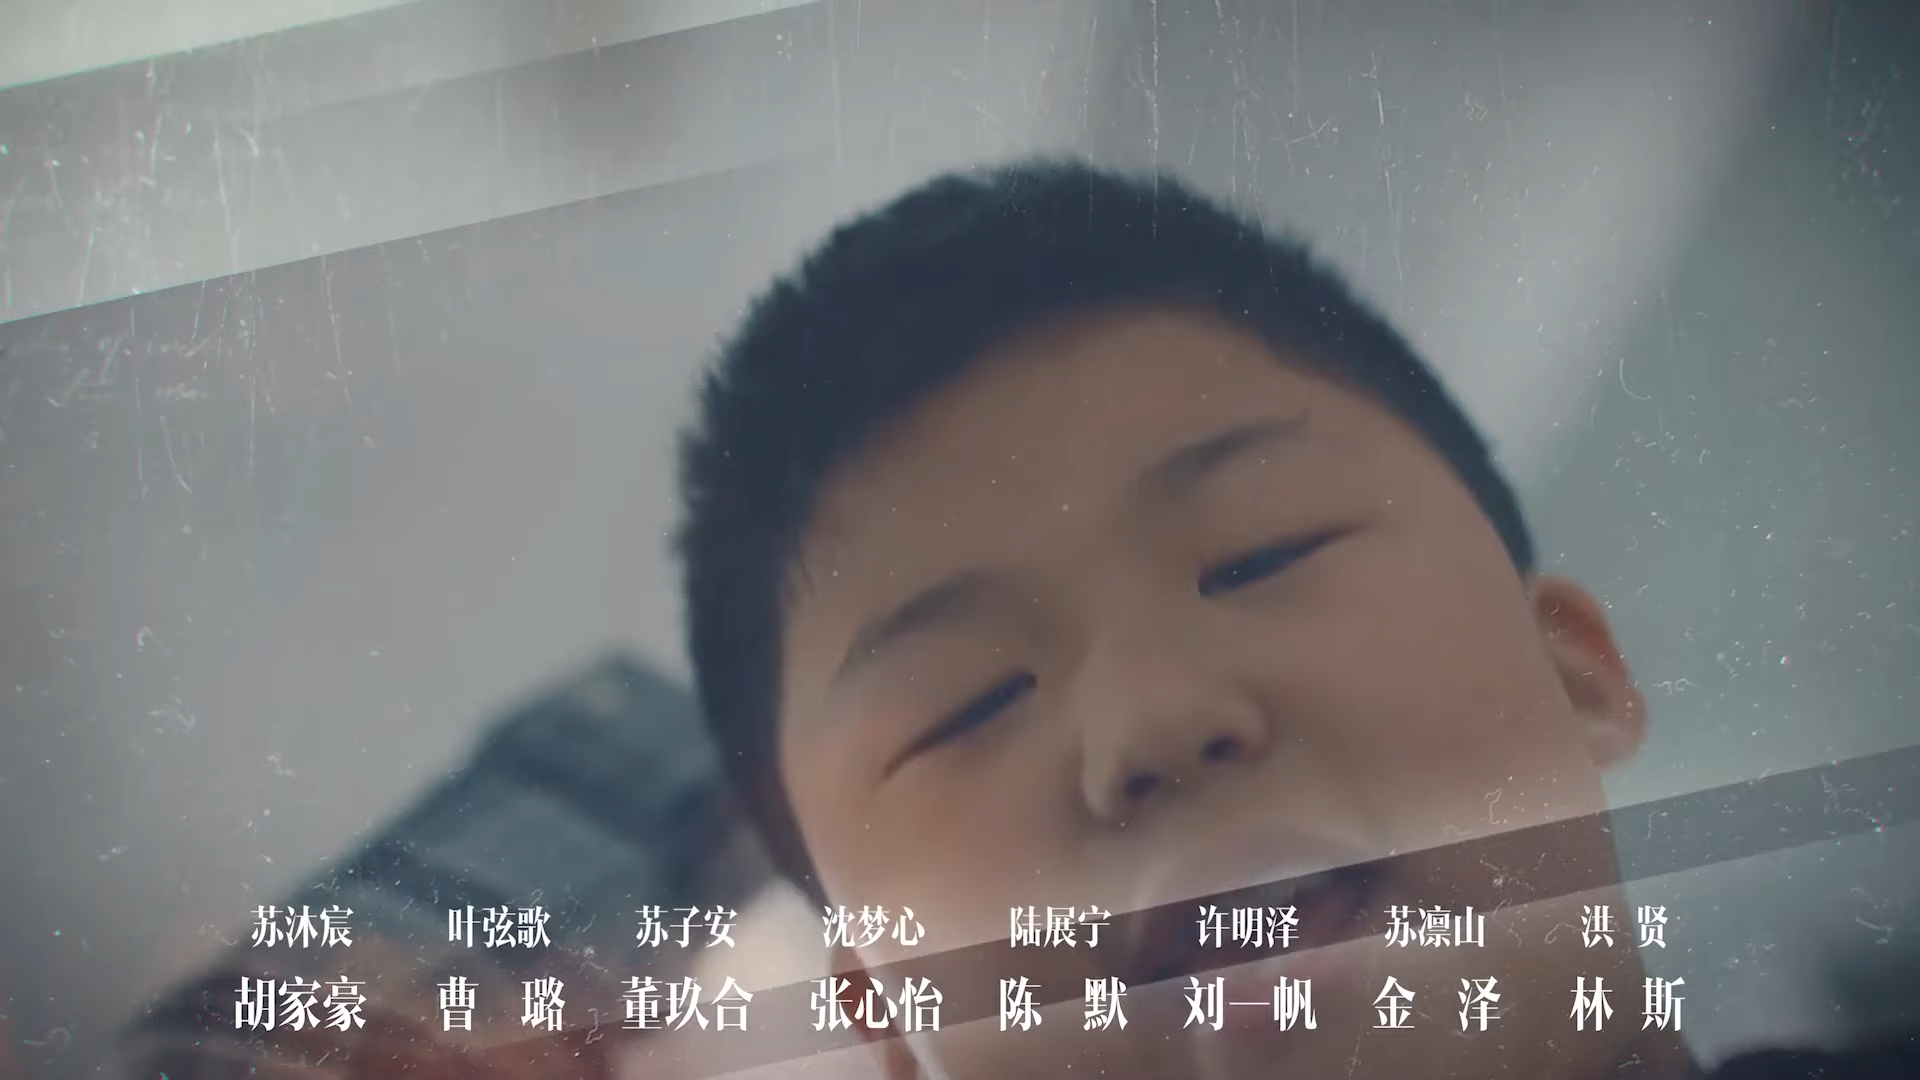 苏沐宸 叶弦歌 苏子安 沈梦心 陆展宁 许明泽 苏凛山 洪 贤
胡家豪 曹 璐 董玖合 张心怡 陈 默 刘一帆 金 泽 林 斯